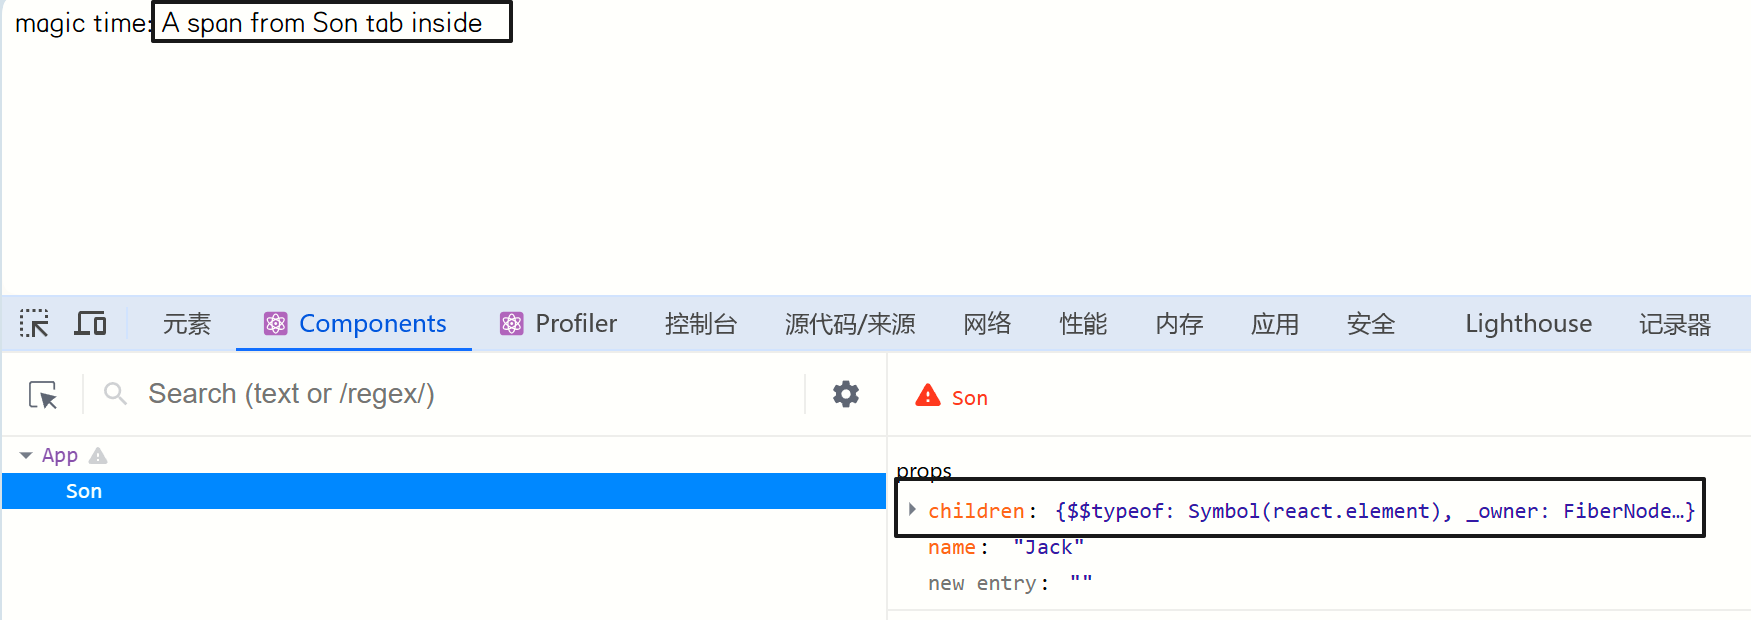 magic time: A span from Son tab inside
元素 Components Profiler 控制台 源代码/来源 网络 性能 内存 应用 安全 Lighthouse 记录器
Search (text or /regex/)
Son
App
Son
props
children: {$$typeof: Symbol(react.element), _owner: FiberNode…}
name: "Jack"
new entry: ""